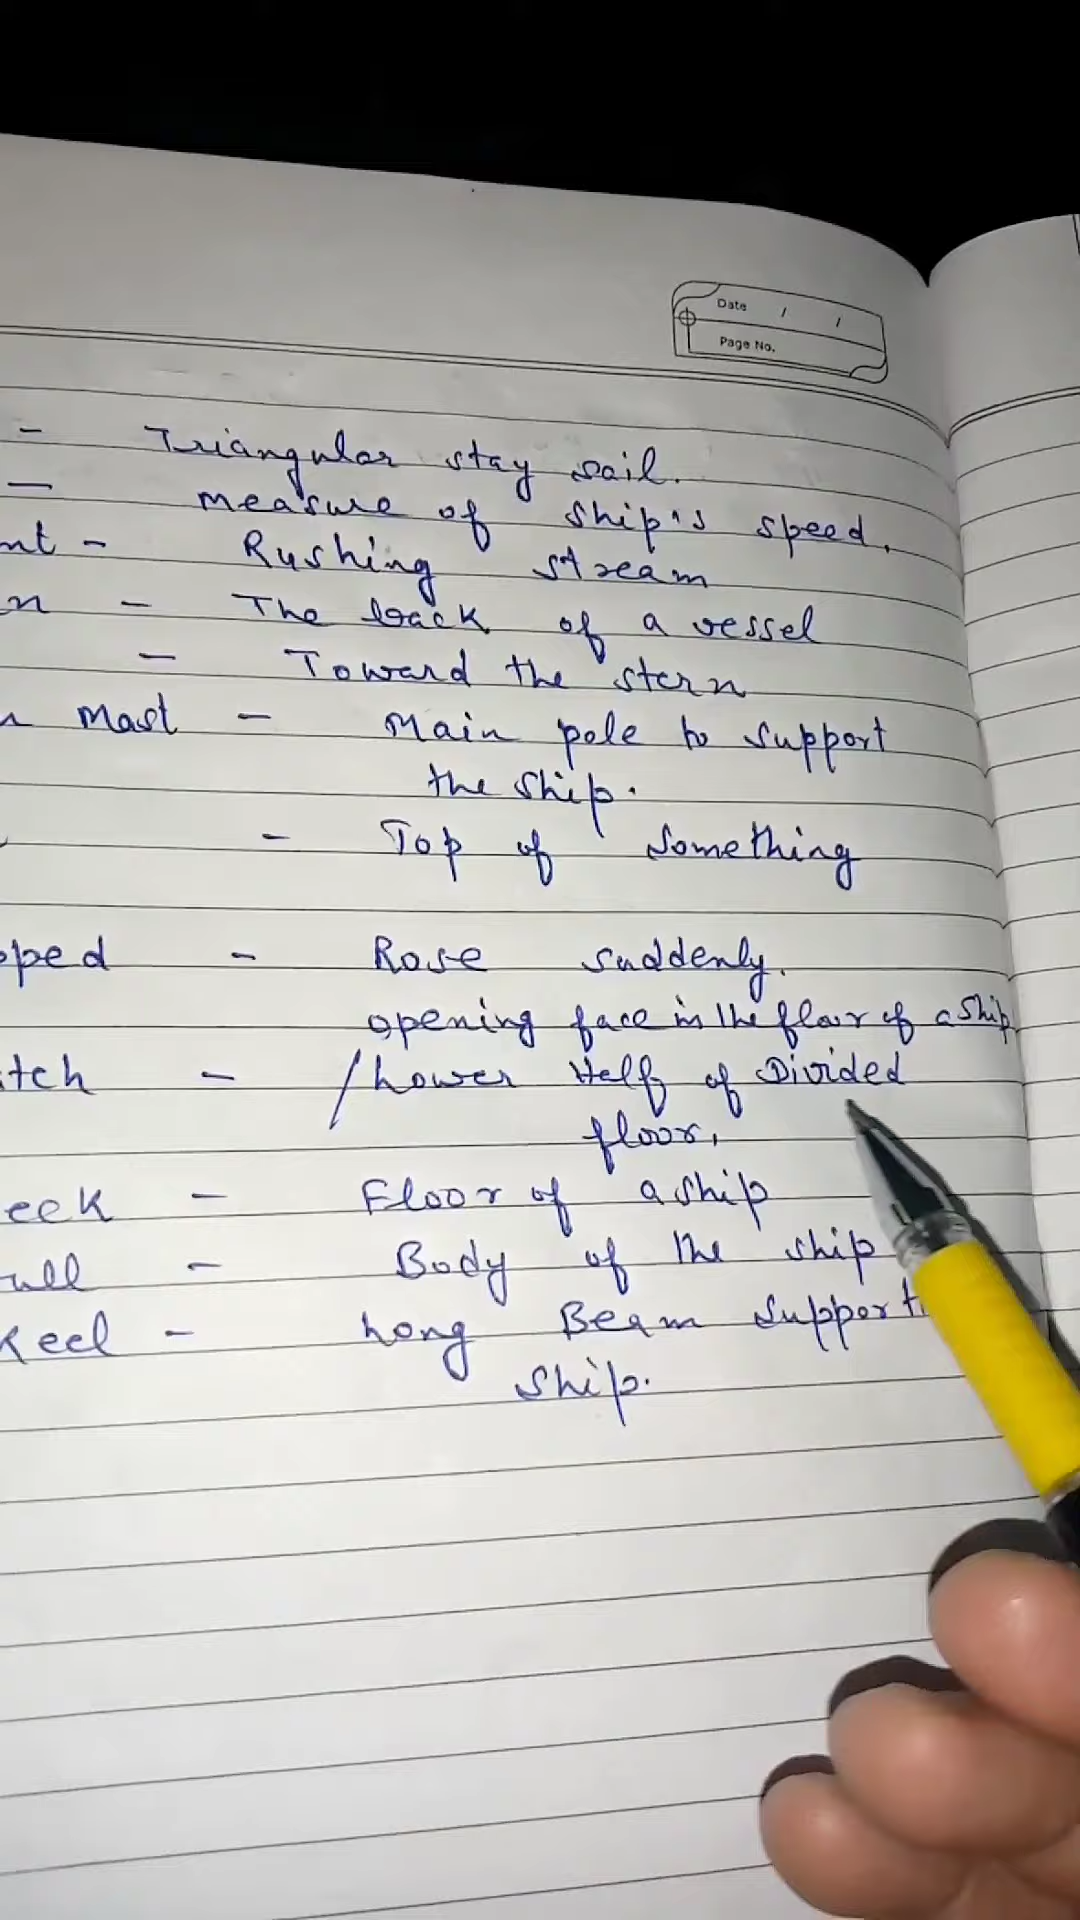 Date / /
Page No.
- Triangular stay sail.
- measure of ship's speed.
nt - Rushing stream
n - The back of a vessel
- Toward the stern
n Mast - Main pole to support
the ship.
- Top of something
pped - Rose suddenly.
opening face in the floor of a ship
atch - / Lower Half of Divided
floor.
eek - Floor of a ship
ull - Body of the ship
Keel - Long Beam support
ship.